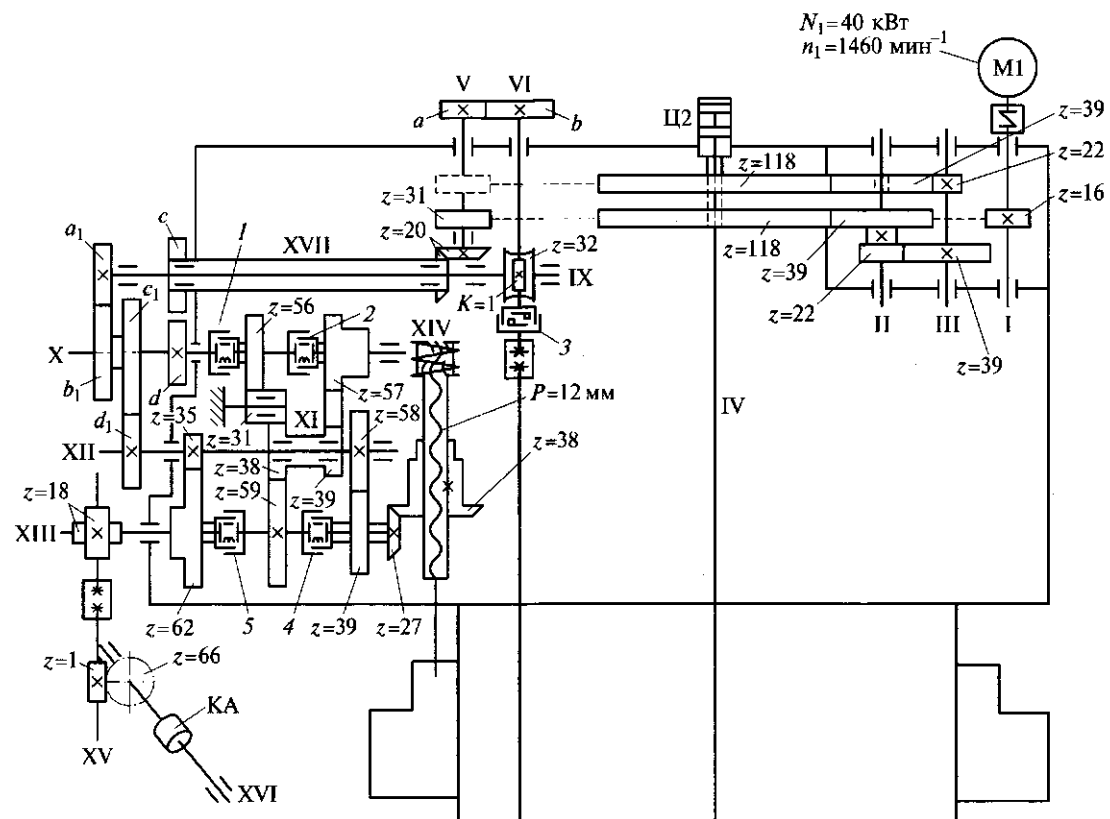 N₁=40 кВт
n₁=1460 мин⁻¹
М1
V
VI
a
b
Ц2
z=39
z=118
z=22
z=31
z=16
a₁
c
XVII
1
z=20
z=32
z=118
z=39
IX
c₁
z=56
K=1
2
XIV
3
z=22
II
III
I
X
z=39
b₁
d
z=57
P=12 мм
z=35
XI
z=58
IV
d₁
z=31
z=38
XII
z=38
z=59
z=39
z=18
XIII
z=62
5
4
z=39
z=27
z=1
z=66
КА
XV
XVI